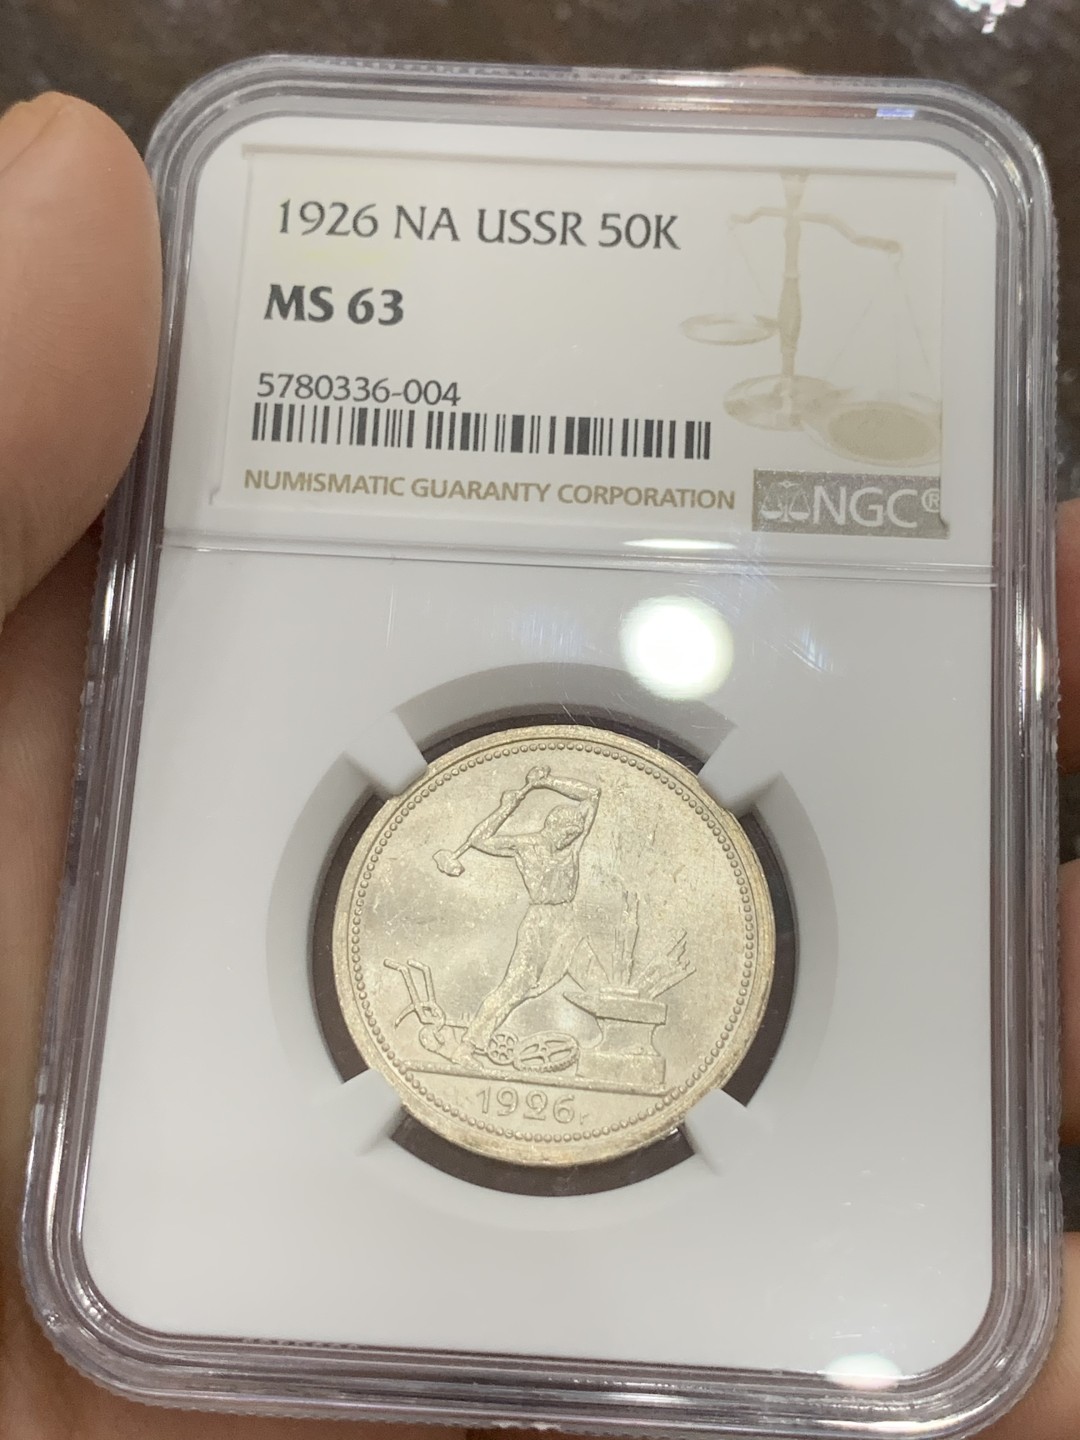 1926 NA USSR 50K
MS 63
5780336-004
NUMISMATIC GUARANTY CORPORATION
NGC®
1926